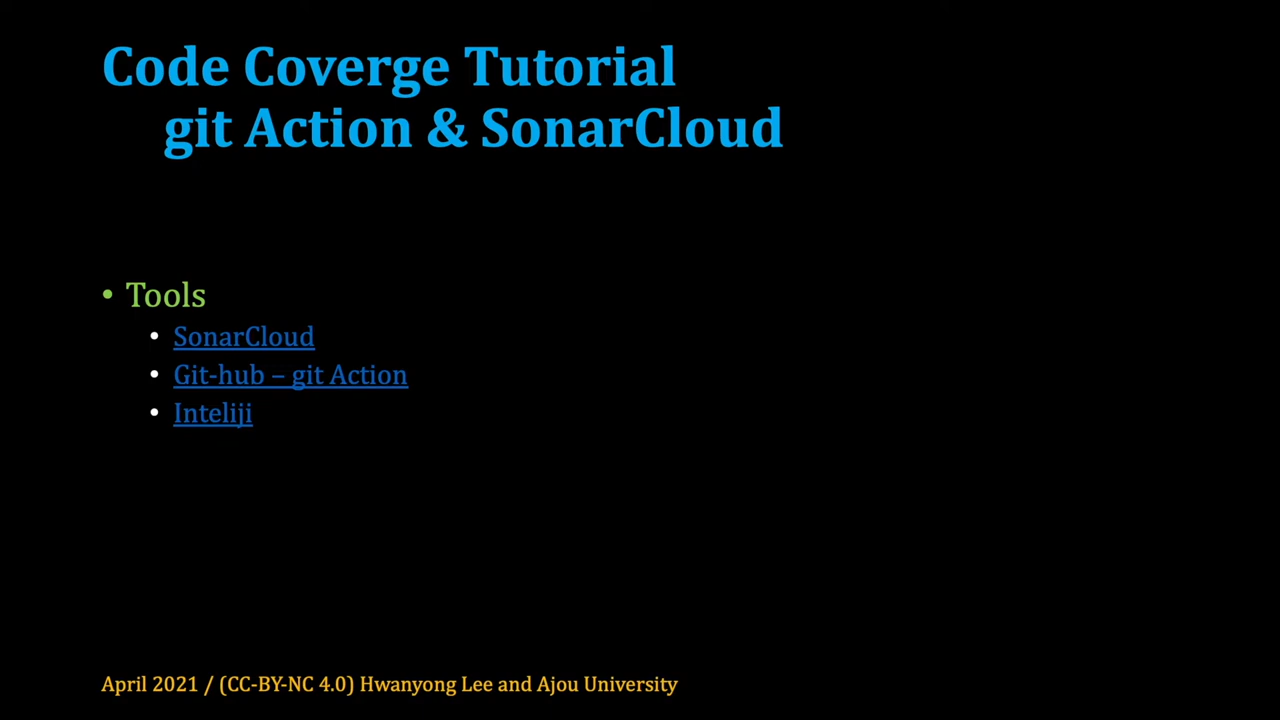 Code Coverge Tutorial
git Action & SonarCloud
• Tools
• SonarCloud
• Git-hub – git Action
• Inteliji
April 2021 / (CC-BY-NC 4.0) Hwanyong Lee and Ajou University